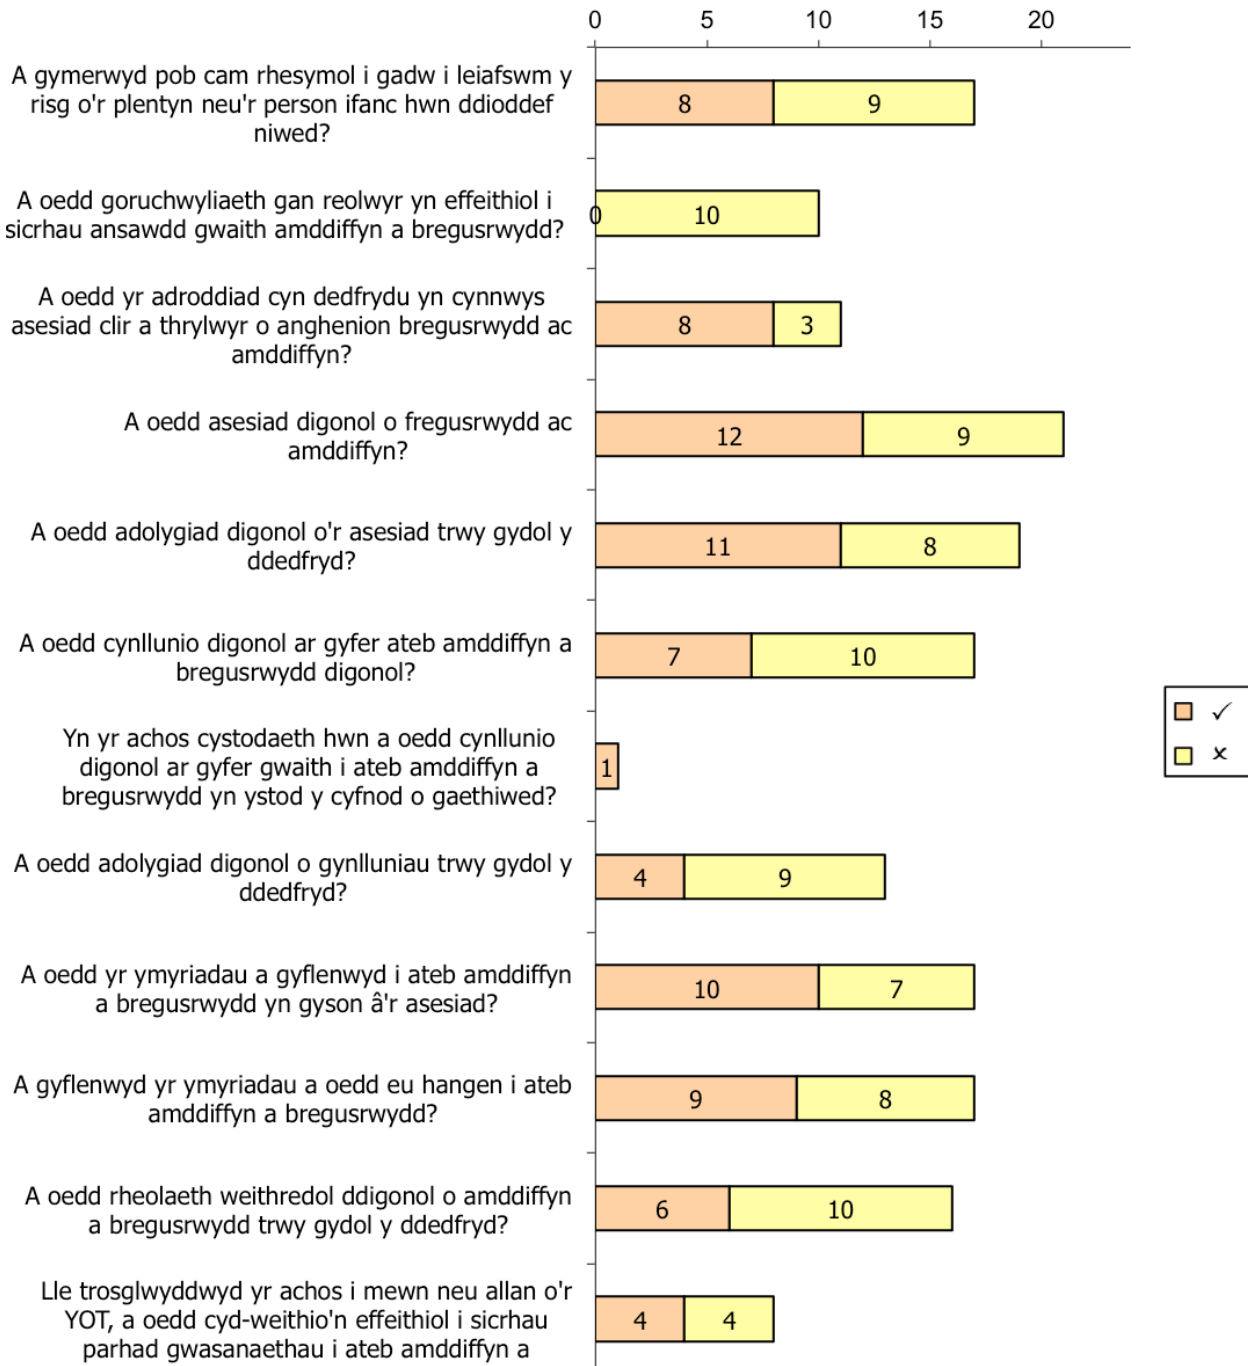 0 5 10 15 20
A gymerwyd pob cam rhesymol i gadw i leiafswm y
risg o'r plentyn neu'r person ifanc hwn ddioddef
niwed?
8 9
A oedd goruchwyliaeth gan reolwyr yn effeithiol i
sicrhau ansawdd gwaith amddiffyn a bregusrwydd?
0 10
A oedd yr adroddiad cyn dedfrydu yn cynnwys
asesiad clir a thrylwyr o anghenion bregusrwydd ac
amddiffyn?
8 3
A oedd asesiad digonol o fregusrwydd ac
amddiffyn?
12 9
A oedd adolygiad digonol o'r asesiad trwy gydol y
ddedfryd?
11 8
A oedd cynllunio digonol ar gyfer ateb amddiffyn a
bregusrwydd digonol?
7 10
Yn yr achos cystodaeth hwn a oedd cynllunio
digonol ar gyfer gwaith i ateb amddiffyn a
bregusrwydd yn ystod y cyfnod o gaethiwed?
1
A oedd adolygiad digonol o gynlluniau trwy gydol y
ddedfryd?
4 9
A oedd yr ymyriadau a gyflenwyd i ateb amddiffyn
a bregusrwydd yn gyson â'r asesiad?
10 7
A gyflenwyd yr ymyriadau a oedd eu hangen i ateb
amddiffyn a bregusrwydd?
9 8
A oedd rheolaeth weithredol ddigonol o amddiffyn
a bregusrwydd trwy gydol y ddedfryd?
6 10
Lle trosglwyddwyd yr achos i mewn neu allan o'r
YOT, a oedd cyd-weithio'n effeithiol i sicrhau
parhad gwasanaethau i ateb amddiffyn a
4 4
✓
×